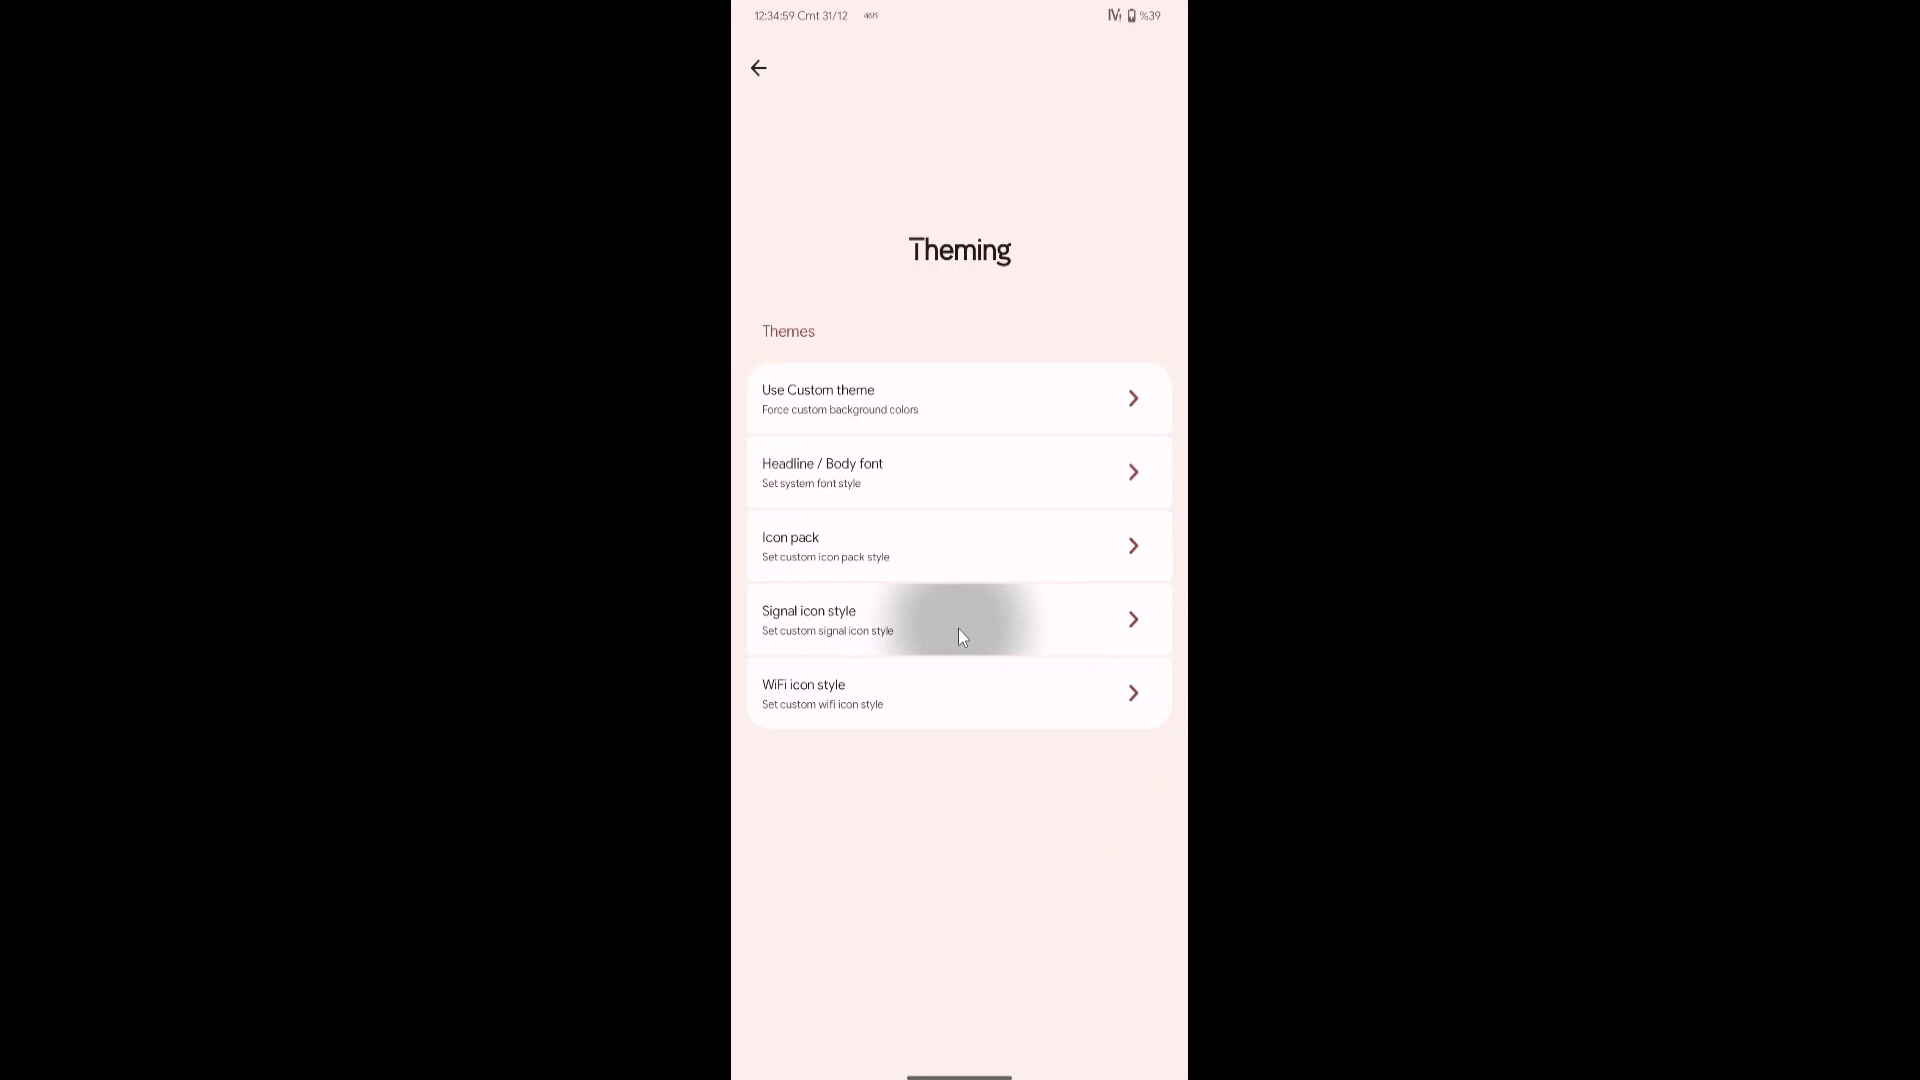 12:34:59 Cmt 31/12 %39
Theming
Themes
Use Custom theme
Force custom background colors
Headline / Body font
Set system font style
Icon pack
Set custom icon pack style
Signal icon style
Set custom signal icon style
WiFi icon style
Set custom wifi icon style